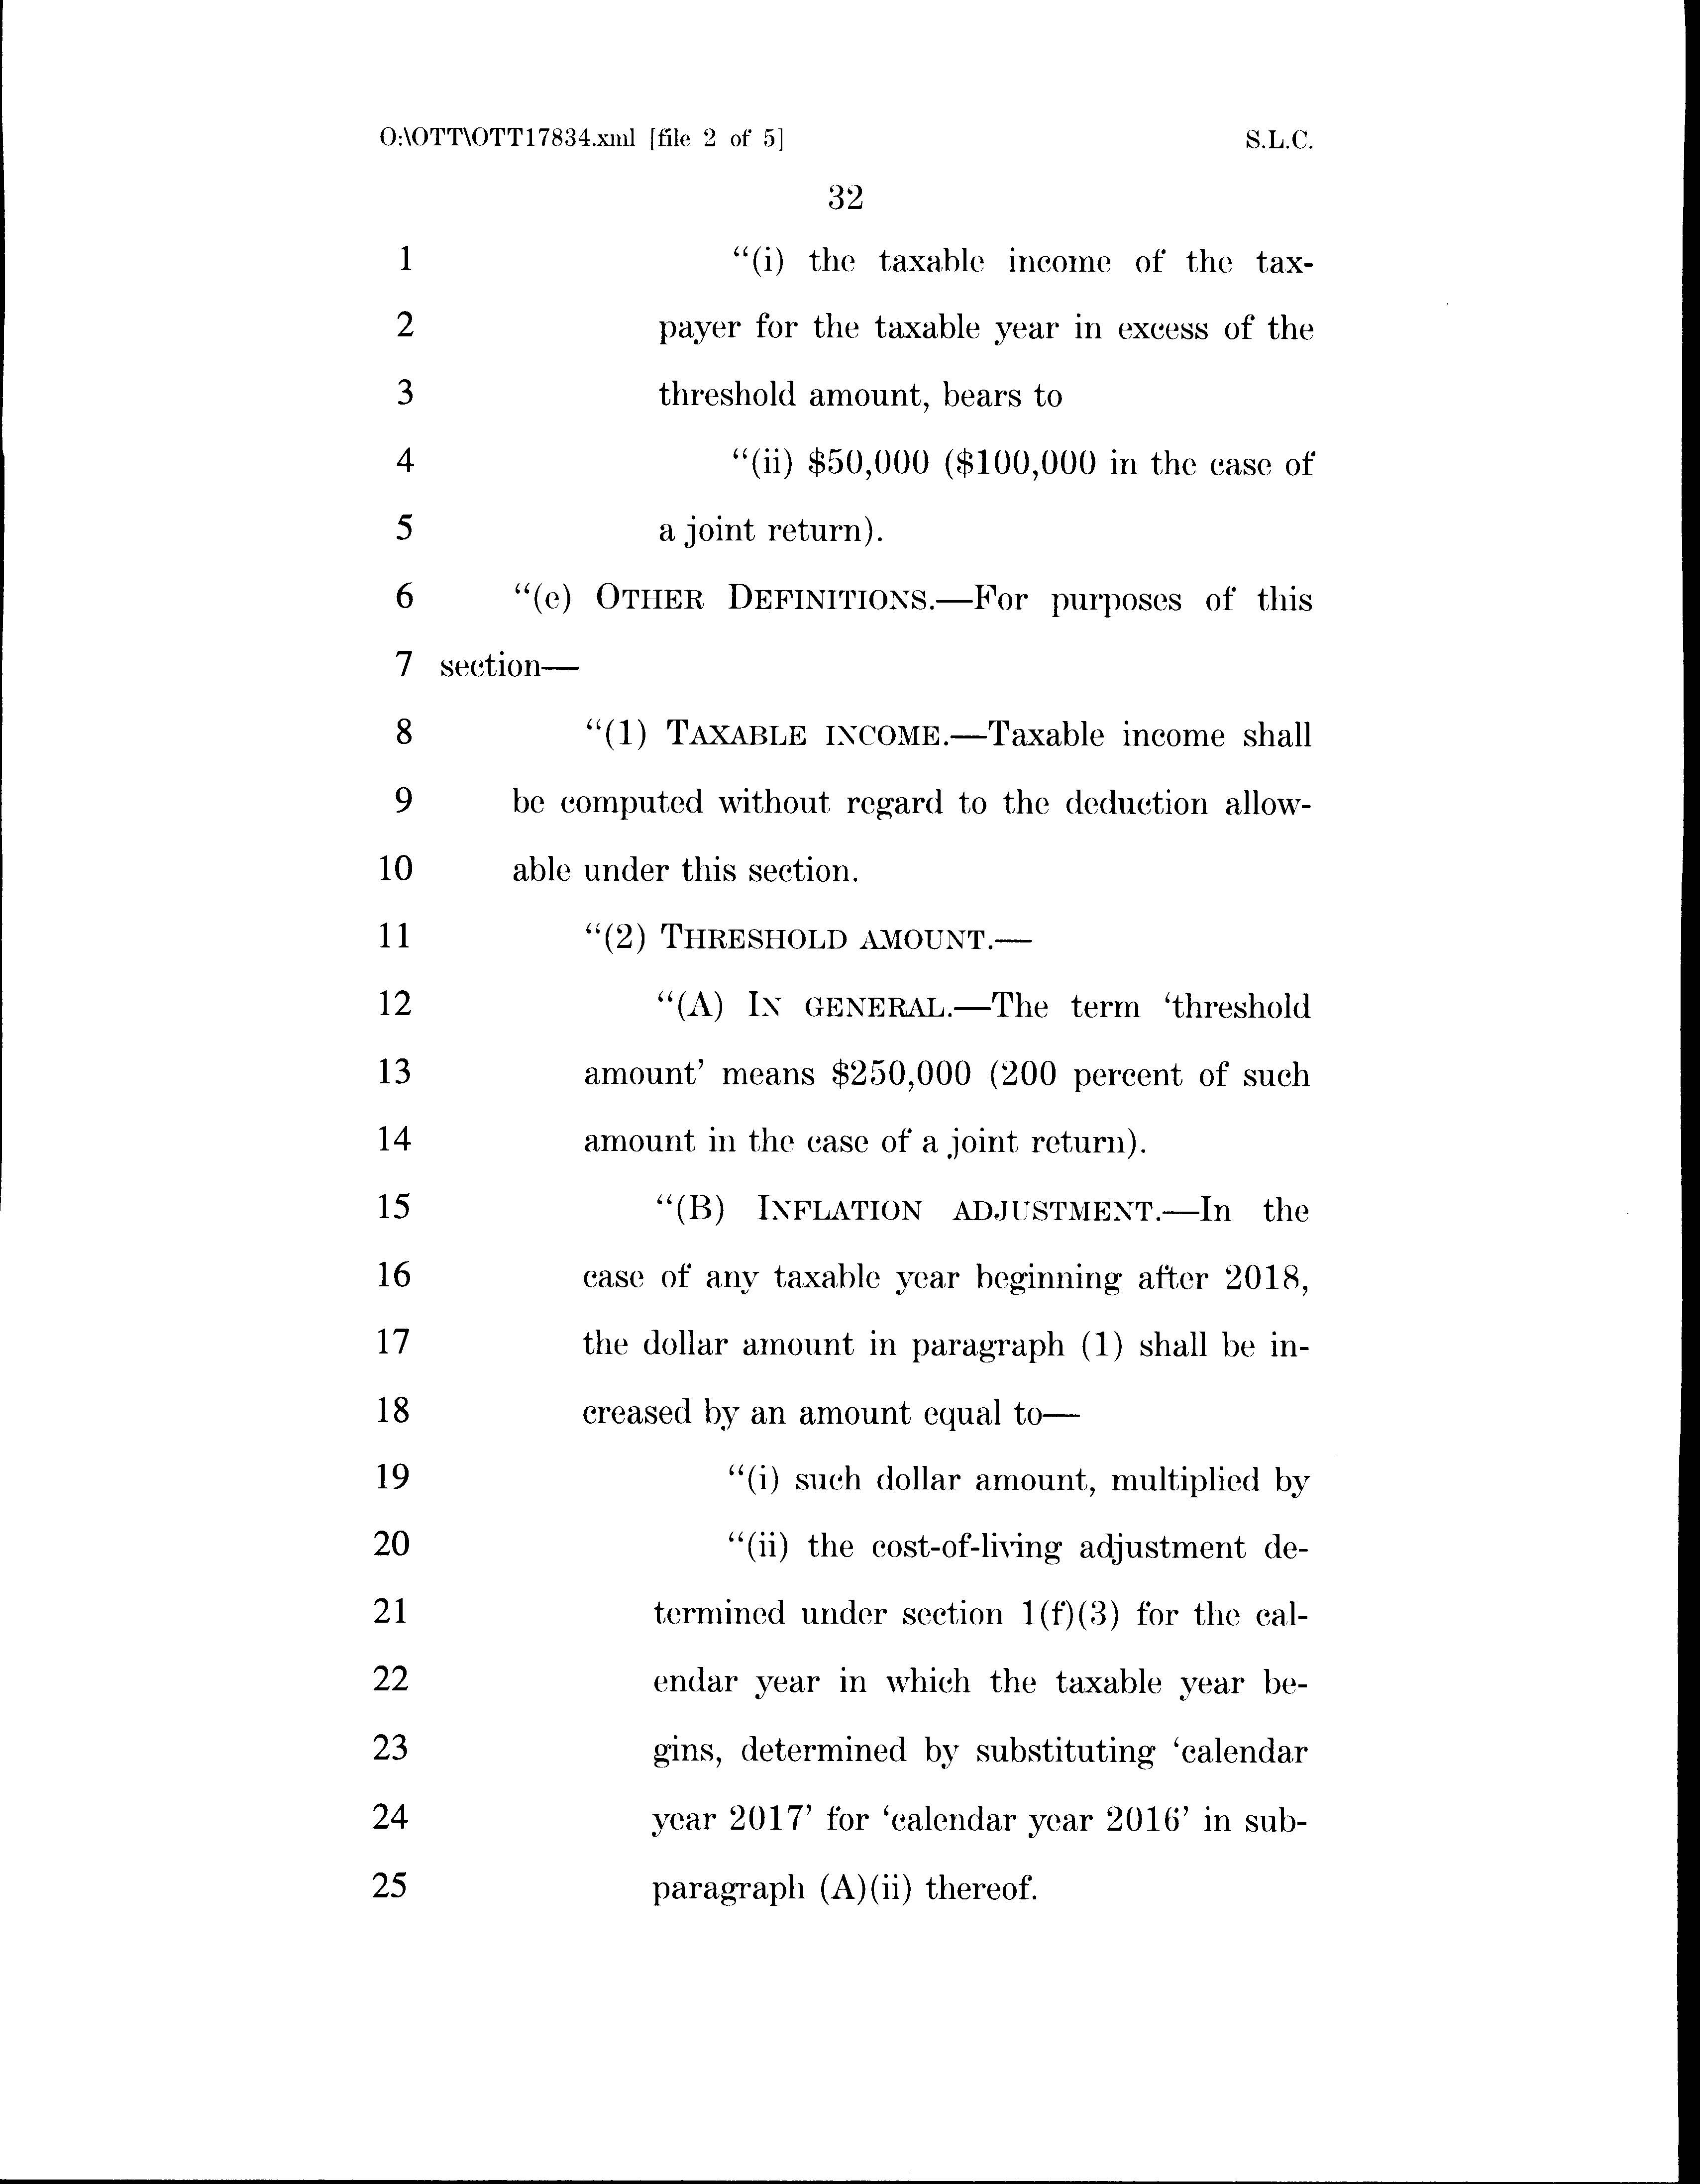 O:\OTT\OTT17834.xml [file 2 of 5] S.L.C.
32
1 “(i) the taxable income of the tax-
2 payer for the taxable year in excess of the
3 threshold amount, bears to
4 “(ii) $50,000 ($100,000 in the case of
5 a joint return).
6 “(e) OTHER DEFINITIONS.—For purposes of this
7 section—
8 “(1) TAXABLE INCOME.—Taxable income shall
9 be computed without regard to the deduction allow-
10 able under this section.
11 “(2) THRESHOLD AMOUNT.—
12 “(A) IN GENERAL.—The term ‘threshold
13 amount’ means $250,000 (200 percent of such
14 amount in the case of a joint return).
15 “(B) INFLATION ADJUSTMENT.—In the
16 case of any taxable year beginning after 2018,
17 the dollar amount in paragraph (1) shall be in-
18 creased by an amount equal to—
19 “(i) such dollar amount, multiplied by
20 “(ii) the cost-of-living adjustment de-
21 termined under section 1(f)(3) for the cal-
22 endar year in which the taxable year be-
23 gins, determined by substituting ‘calendar
24 year 2017’ for ‘calendar year 2016’ in sub-
25 paragraph (A)(ii) thereof.